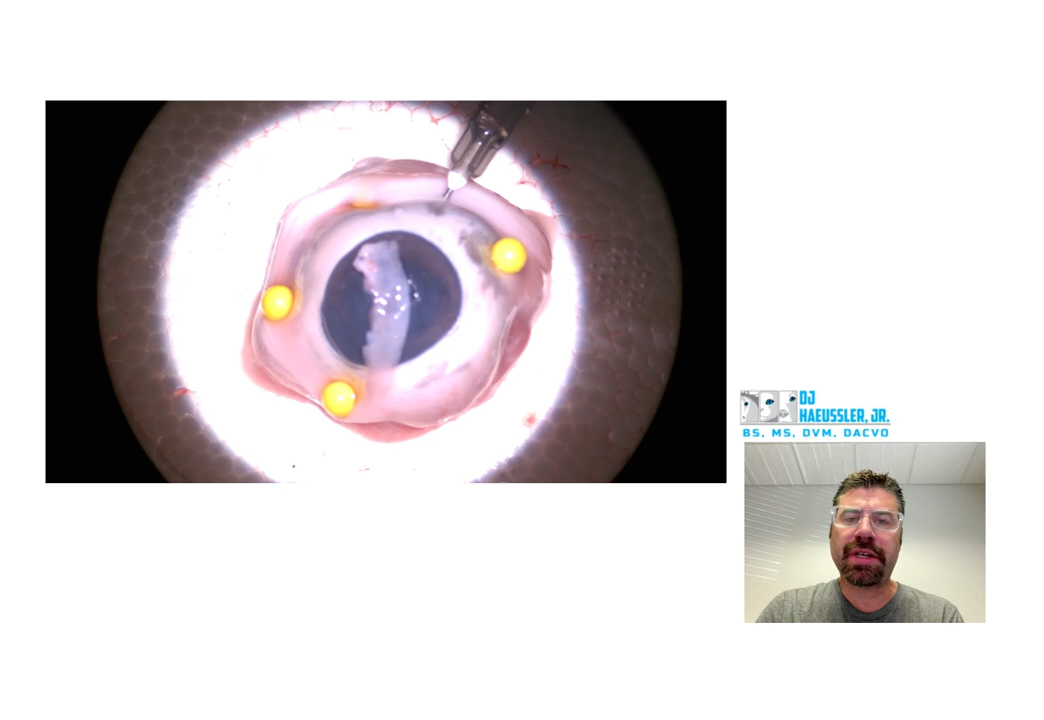 DJ
HAEUSSLER, JR.
BS, MS, DVM, DACVO